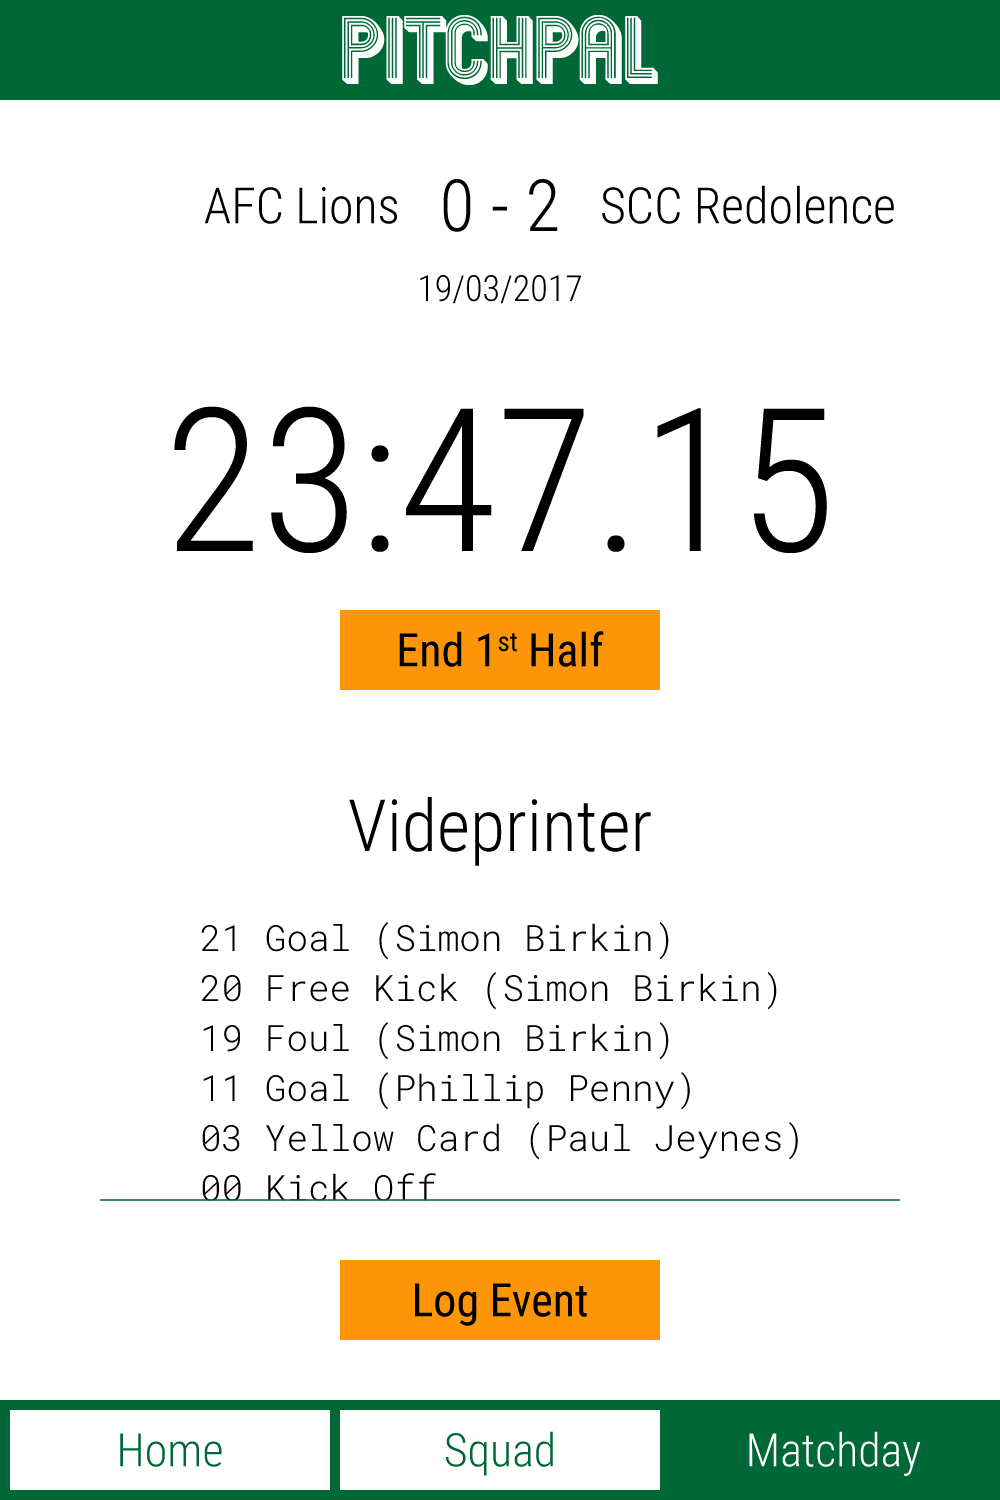 PITCHPAL
AFC Lions 0 - 2 SCC Redolence
19/03/2017
23:47.15
End 1st Half
Videprinter
21 Goal (Simon Birkin)
20 Free Kick (Simon Birkin)
19 Foul (Simon Birkin)
11 Goal (Phillip Penny)
03 Yellow Card (Paul Jeynes)
00 Kick Off
Log Event
Home Squad Matchday